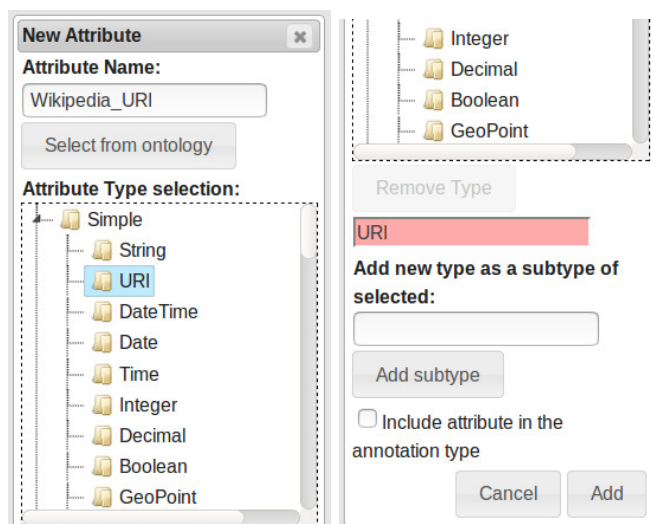 New Attribute
Attribute Name:
Wikipedia_URI
Select from ontology
Attribute Type selection:
Simple
String
URI
DateTime
Date
Time
Integer
Decimal
Boolean
GeoPoint
Integer
Decimal
Boolean
GeoPoint
Remove Type
URI
Add new type as a subtype of
selected:
Add subtype
Include attribute in the
annotation type
Cancel Add